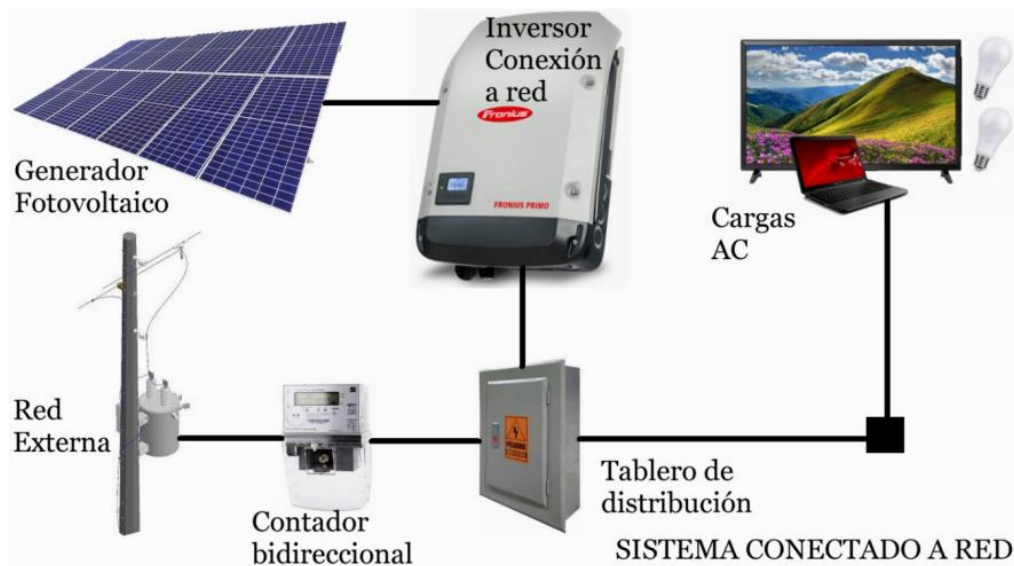 Inversor
Conexión
a red
Fronius
FRONIUS PRIMO
Generador
Fotovoltaico
Cargas
AC
Red
Externa
PELIGRO
Contador
bidireccional
Tablero de
distribución
SISTEMA CONECTADO A RED